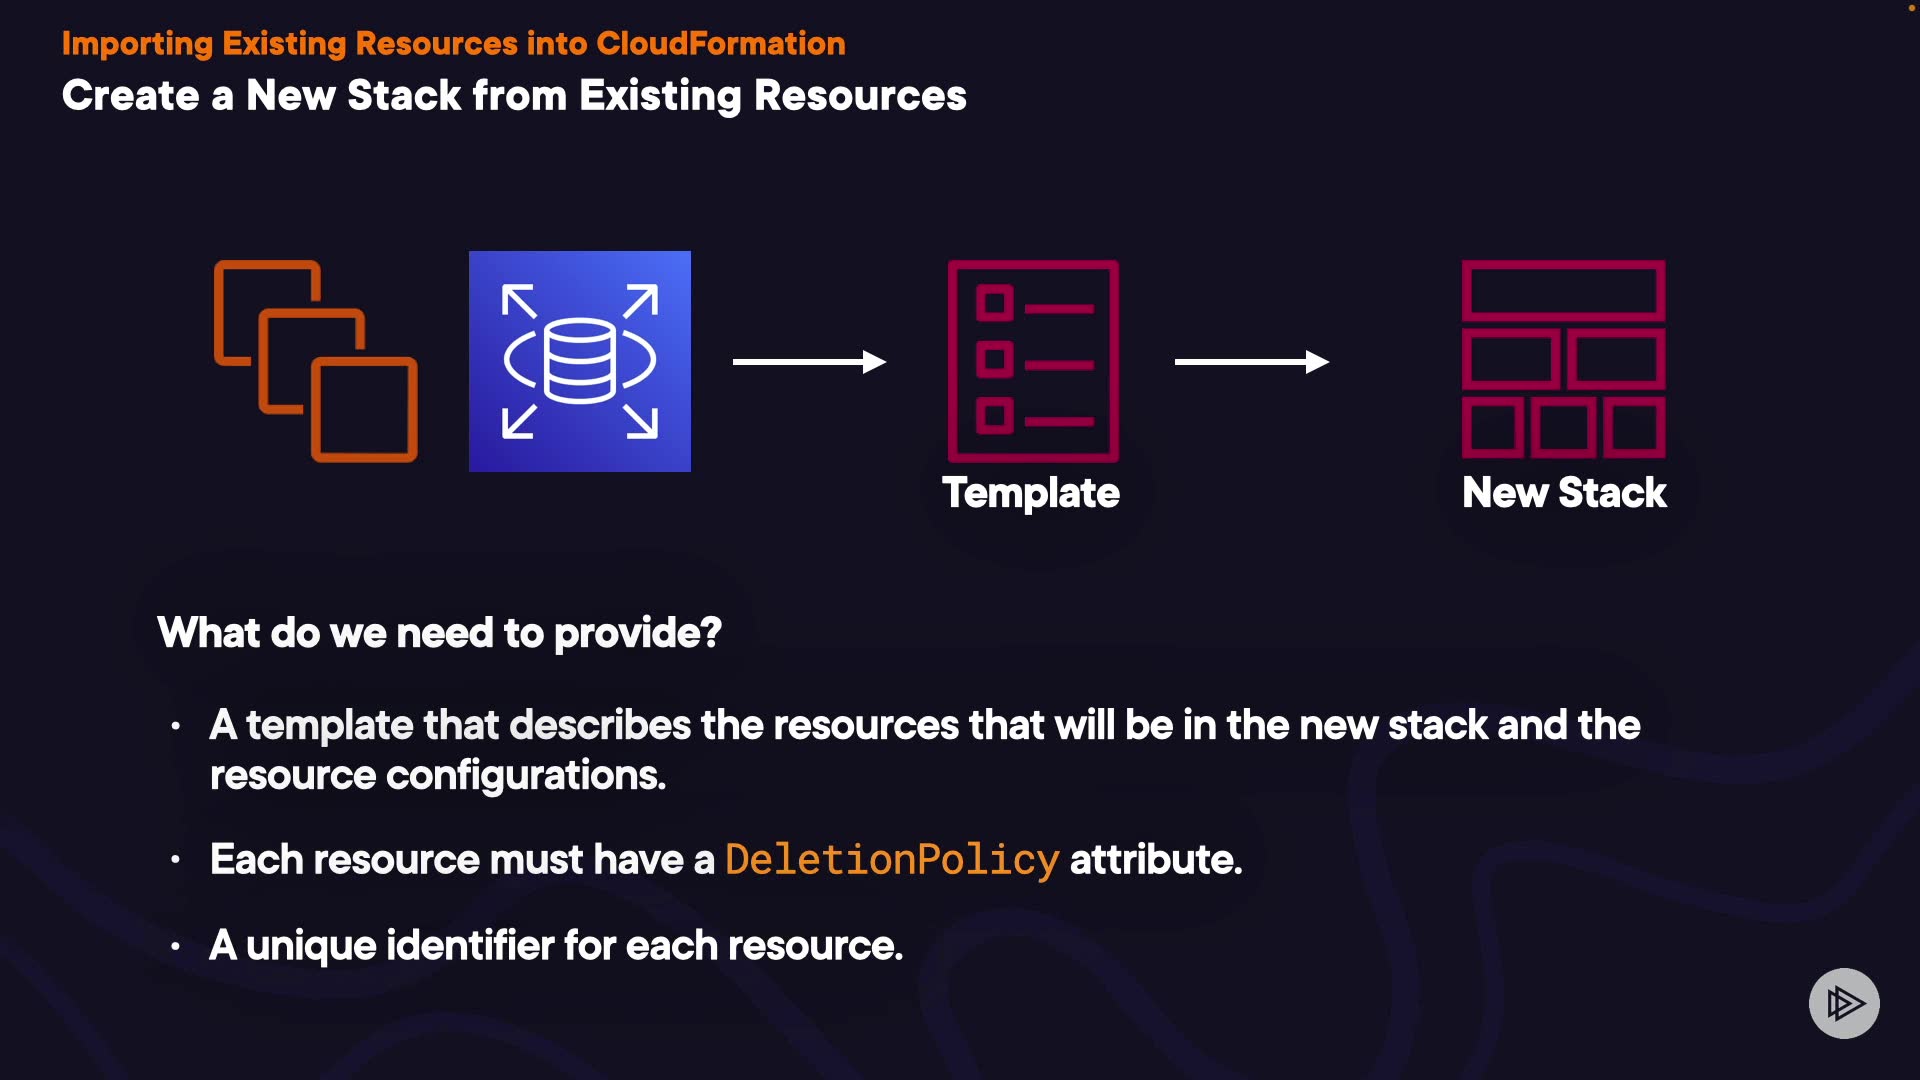 Importing Existing Resources into CloudFormation
Create a New Stack from Existing Resources
Template
New Stack
What do we need to provide?
• A template that describes the resources that will be in the new stack and the
resource configurations.
• Each resource must have a DeletionPolicy attribute.
• A unique identifier for each resource.